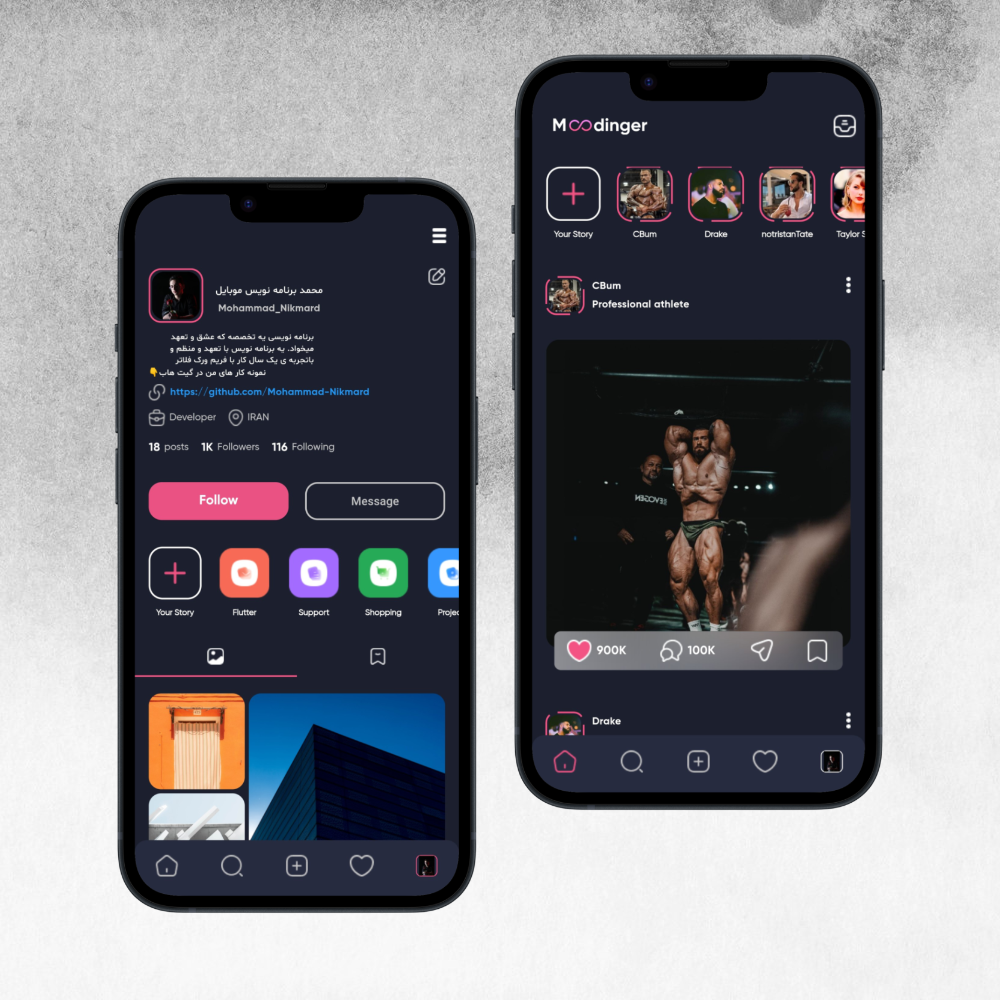 محمد برنامه نویس موبایل
Mohammad_Nikmard
برنامه نویسی یه تخصصه که عشق و تعهد
میخواد. یه برنامه نویس با تعهد و منظم و
باتجربه ی یک سال کار با فریم ورک فلاتر
نمونه کار های من در گیت هاب👇
https://github.com/Mohammad-Nikmard
Developer IRAN
18 posts 1K Followers 116 Following
Follow Message
Your Story Flutter Support Shopping Projec
M∞dinger
Your Story CBum Drake notristanTate Taylor S
CBum
Professional athlete
EVOGEN
900K 100K
Drake